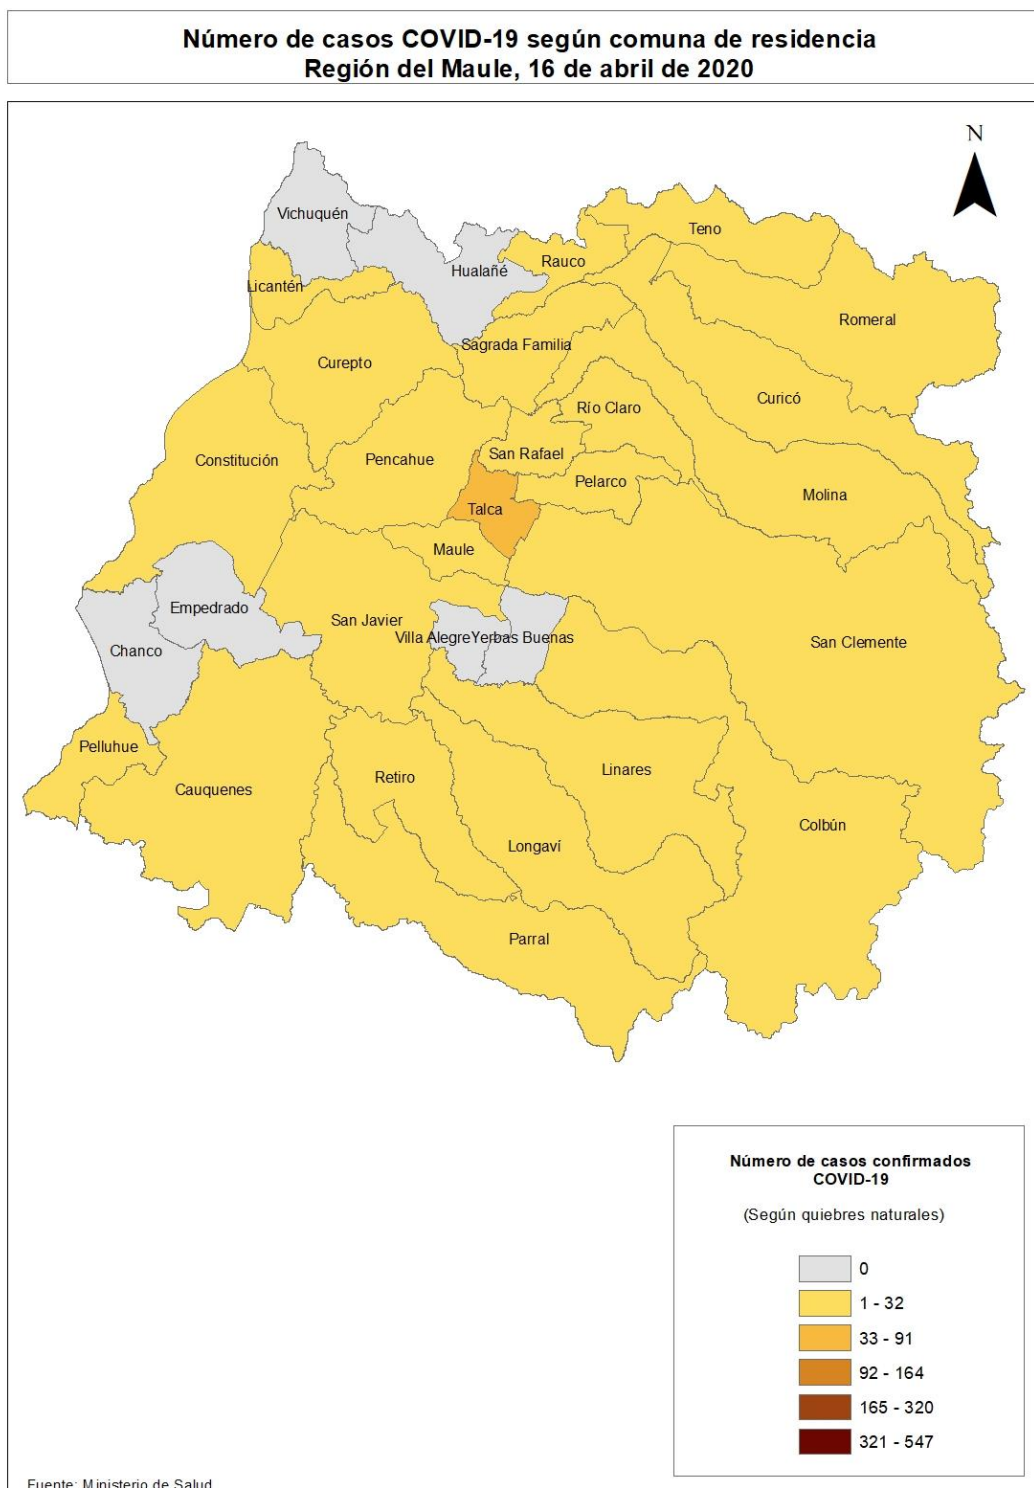 Número de casos COVID-19 según comuna de residencia
Región del Maule, 16 de abril de 2020
N
Vichuquén
Teno
Hualañé
Rauco
Licantén
Romeral
Sagrada Familia
Curepto
Curicó
Río Claro
San Rafael
Constitución
Pencahue
Pelarco
Molina
Talca
Maule
Empedrado
San Javier
Villa Alegre
Yerbas Buenas
San Clemente
Chanco
Pelluhue
Linares
Retiro
Cauquenes
Colbún
Longaví
Parral
Número de casos confirmados
COVID-19
(Según quiebres naturales)
0
1 - 32
33 - 91
92 - 164
165 - 320
321 - 547
Fuente: Ministerio de Salud